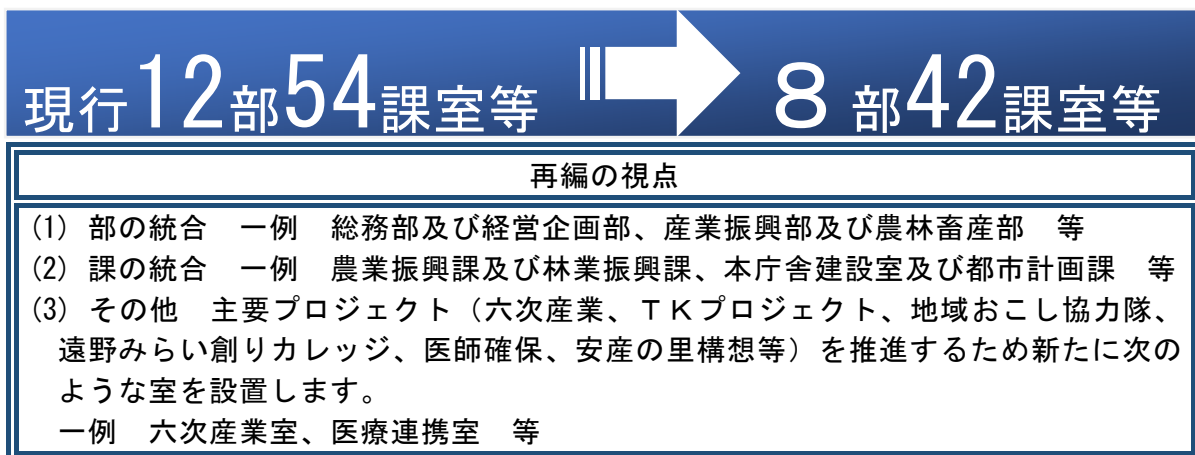 現行12部54課室等 ８部42課室等
再編の視点
(1) 部の統合　一例　総務部及び経営企画部、産業振興部及び農林畜産部　等
(2) 課の統合　一例　農業振興課及び林業振興課、本庁舎建設室及び都市計画課　等
(3) その他　主要プロジェクト（六次産業、ＴＫプロジェクト、地域おこし協力隊、
遠野みらい創りカレッジ、医師確保、安産の里構想等）を推進するため新たに次の
ような室を設置します。
一例　六次産業室、医療連携室　等